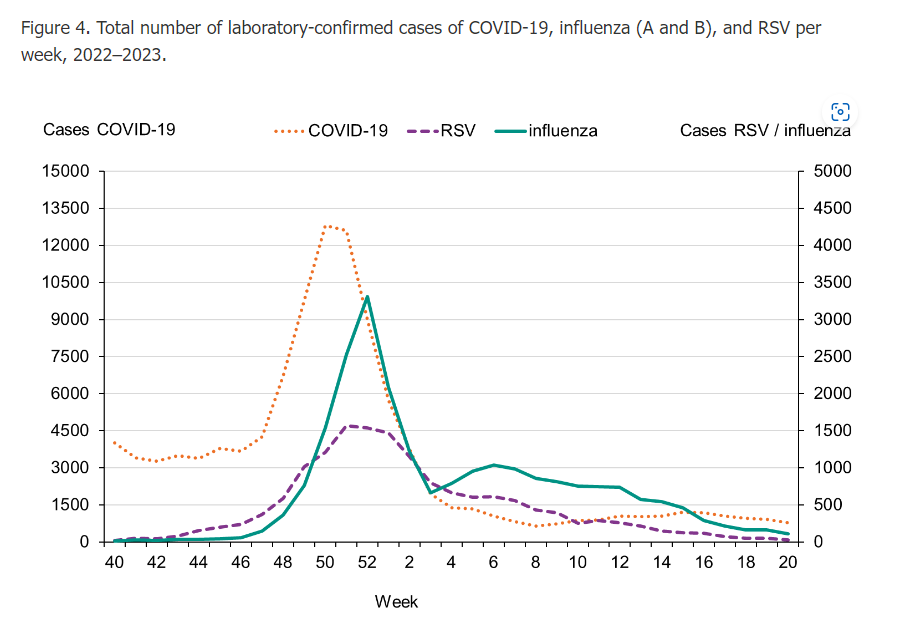 Figure 4. Total number of laboratory-confirmed cases of COVID-19, influenza (A and B), and RSV per
week, 2022–2023.
Cases COVID-19 COVID-19 RSV influenza Cases RSV / influenza
15000 5000
13500 4500
12000 4000
10500 3500
9000 3000
7500 2500
6000 2000
4500 1500
3000 1000
1500 500
0 0
40 42 44 46 48 50 52 2 4 6 8 10 12 14 16 18 20
Week